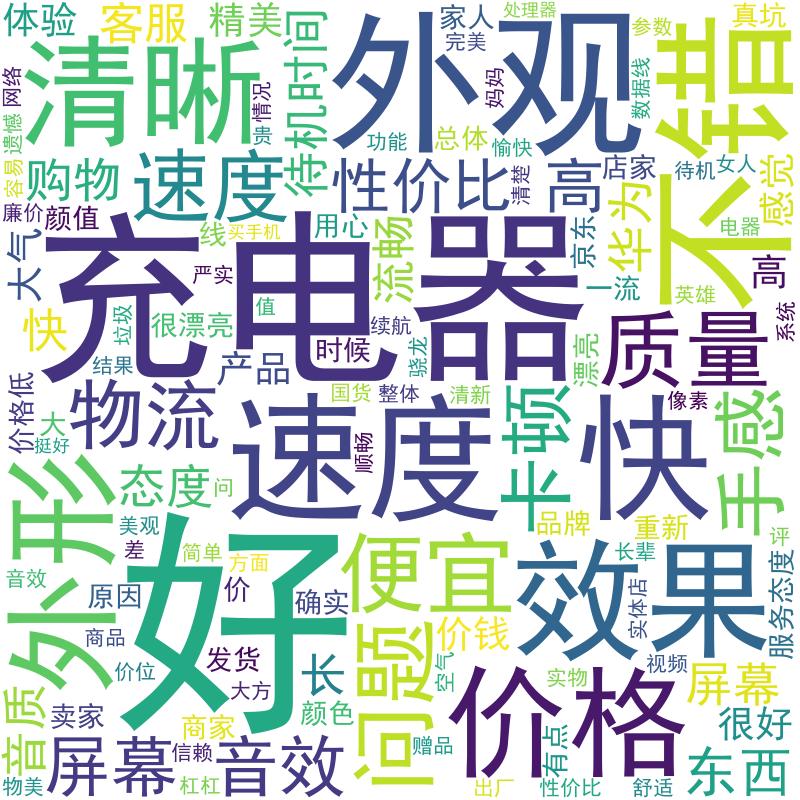 体验
客服
精美
家人
处理器
完美
参数
真坑
清晰
待机时间
外观
不错
妈妈
数据线
网络
遗憾
容易
情况
贵
功能
总体
愉快
购物
速度
性价比
清楚
高
店家
待机
女人
感觉
廉价
颜值
线
买手机
用心
流畅
京东
华为
电器
大气
充电器
严实
一流
高
英雄
快
垃圾
很漂亮
值
时候
续航
系统
结果
产品
骁龙
漂亮
质量
价格低
大
挺好
物流
国货
整体
清新
像素
速度
顺畅
卡顿
快
手感
外形
态度
问
美观
差
好
简单
方面
便宜
品牌
重新
长辈
评
效果
服务态度
音效
原因
价
确实
实体店
商品
价位
发货
大方
长
问题
价钱
空气
价格
实物
视频
屏幕
音质
卖家
商家
颜色
很好
屏幕
信赖
音效
赠品
有点
东西
物美
杠杠
出厂
性价比
舒适